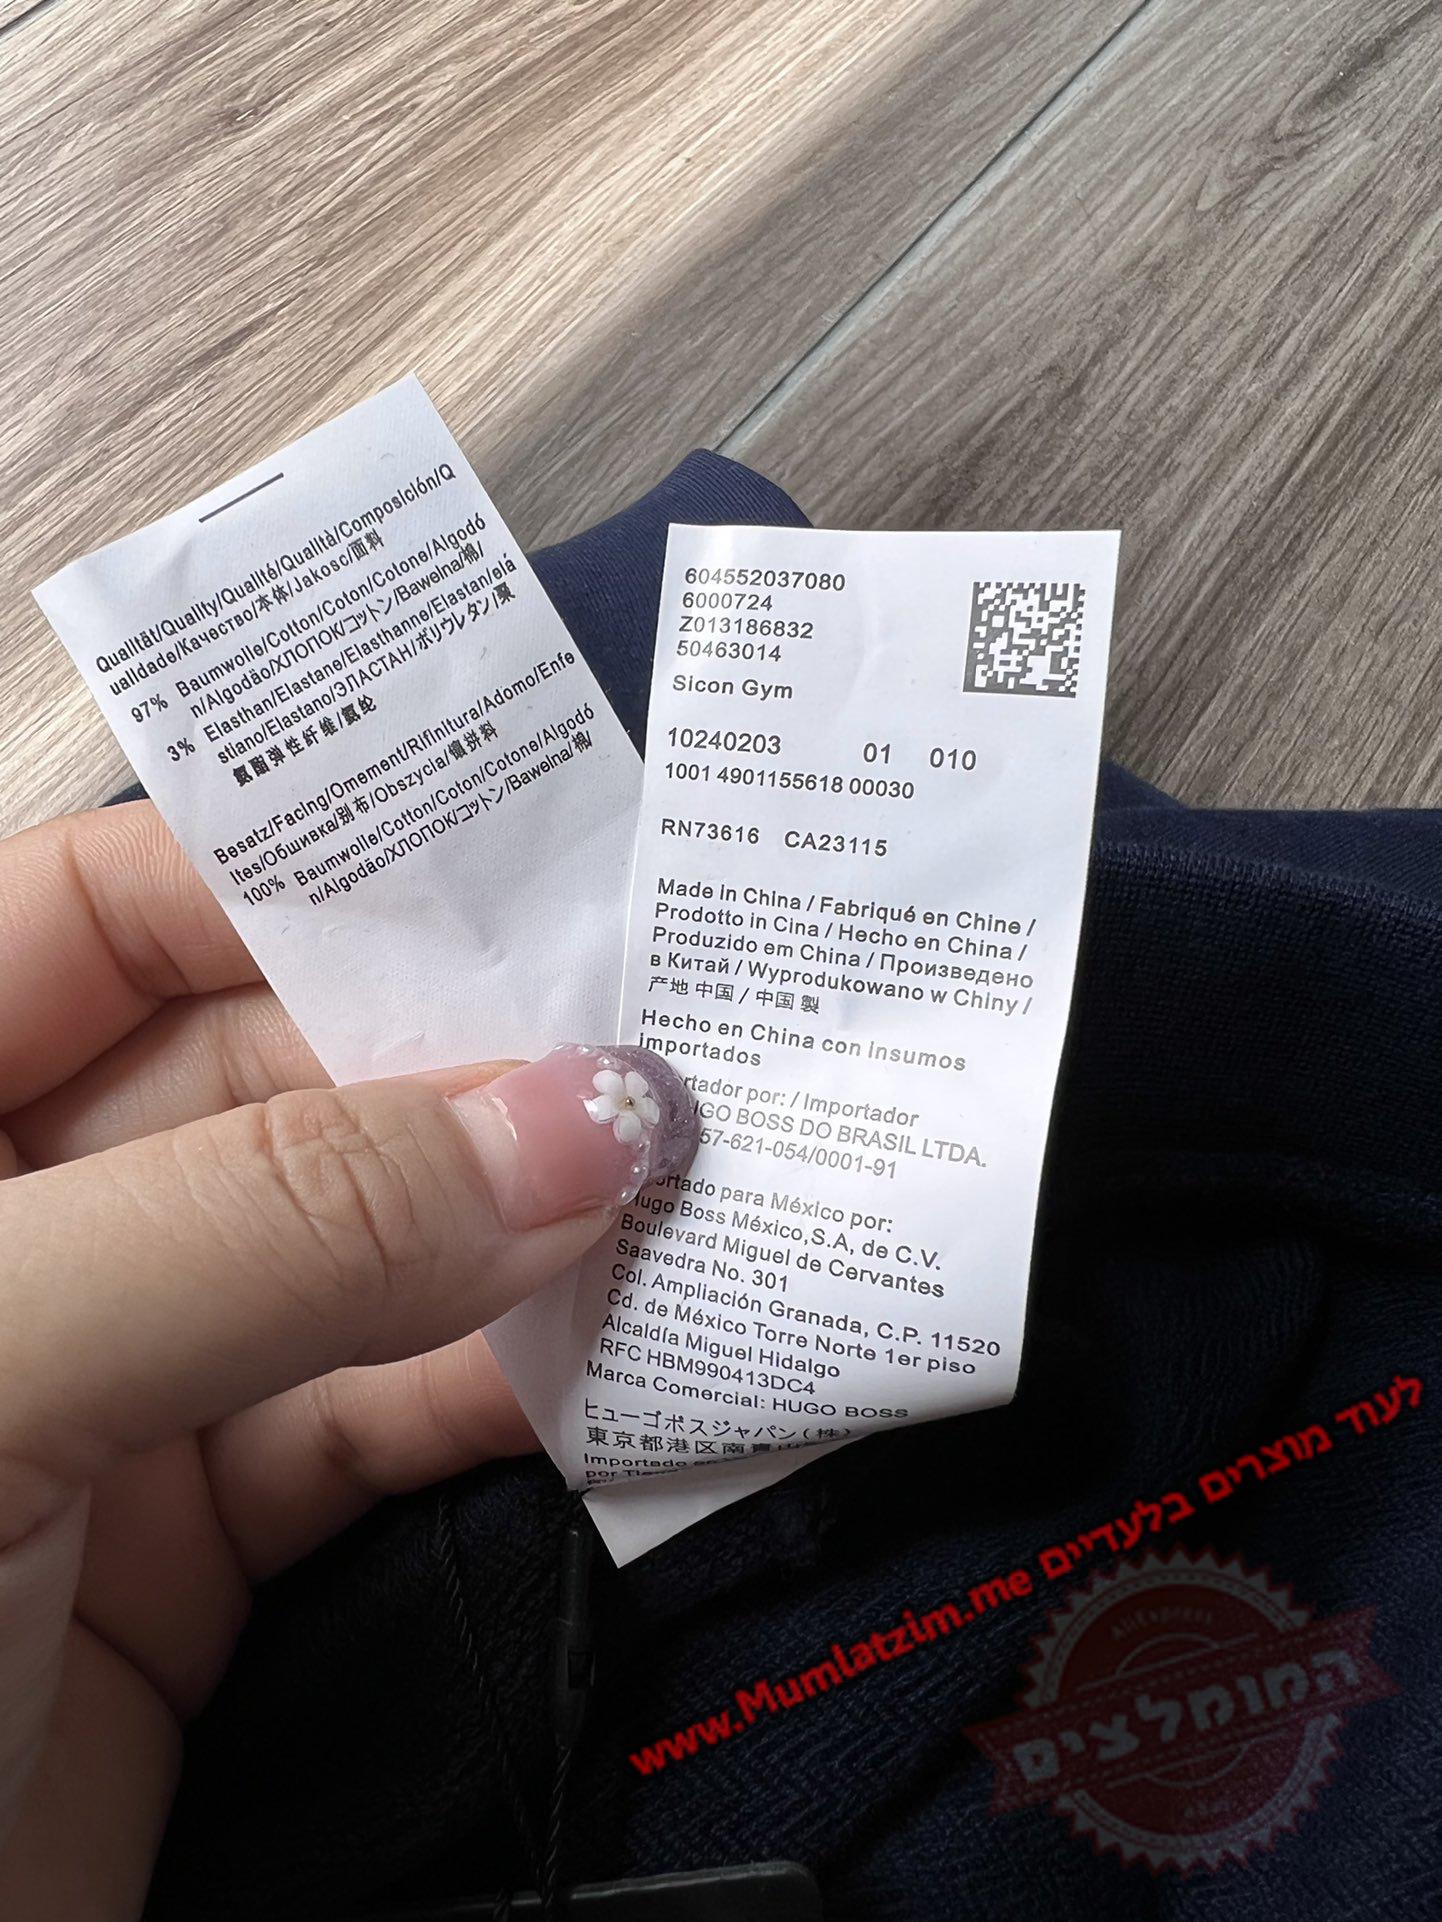 Qualität/Quality/Qualité/Qualità/Composición/Q
ualidade/Качество/本体/Jakosc/面料
97% Baumwolle/Cotton/Coton/Cotone/Algodó
n/Algodão/ХЛОПОК/コットン/Bawelna/棉/
3% Elasthan/Elastane/Elasthanne/Elastan/elá
stiano/Elastano/ЭЛАСТАН/ポリウレタン/聚
氨酯弹性纤维/氨纶
Besatz/Facing/Ornement/Rifinitura/Adorno/Enfe
ites/Обшивка/别布/Obszycia/镶拼料
100% Baumwolle/Cotton/Coton/Cotone/Algodó
n/Algodão/ХЛОПОК/コットン/Bawelna/棉/
604552037080
6000724
Z013186832
50463014
Sicon Gym
10240203 01 010
1001 4901155618 00030
RN73616 CA23115
Made in China / Fabriqué en Chine /
Prodotto in Cina / Hecho en China /
Produzido em China / Произведено
в Китай / Wyprodukowano w Chiny /
产地 中国 / 中国 製
Hecho en China con insumos
importados
rtador por: / Importador
GO BOSS DO BRASIL LTDA.
57-621-054/0001-91
ortado para México por:
Hugo Boss México,S.A, de C.V.
Boulevard Miguel de Cervantes
Saavedra No. 301
Col. Ampliación Granada, C.P. 11520
Cd. de México Torre Norte 1er piso
Alcaldía Miguel Hidalgo
RFC HBM990413DC4
Marca Comercial: HUGO BOSS
ヒューゴボスジャパン(株)
東京都港区南青山
Importado
por
www.Mumlatzim.me לעוד מוצרים בלעדיים
AliExpress
המומלצים